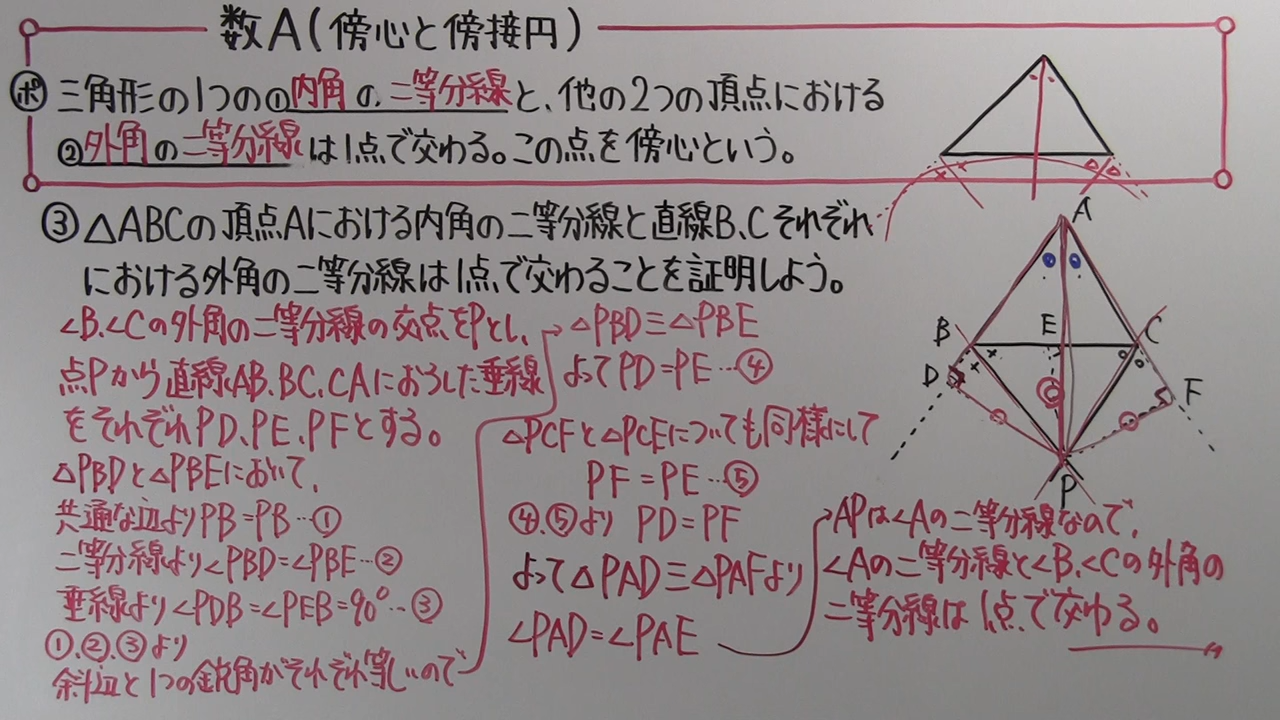 数A(傍心と傍接円)
ポ 三角形の1つの①内角の二等分線と、他の2つの頂点における
②外角の二等分線は1点で交わる。この点を傍心という。
③ △ABCの頂点Aにおける内角の二等分線と直線B、Cそれぞれ
における外角の二等分線は1点で交わることを証明しよう。
∠B、∠Cの外角の二等分線の交点をPとし、
点Pから直線AB、BC、CAにおろした垂線
をそれぞれPD、PE、PFとする。
△PBDと△PBEにおいて、
共通な辺よりPB=PB…①
二等分線より∠PBD=∠PBE…②
垂線より∠PDB=∠PEB=90°…③
①、②、③より
斜辺と1つの鋭角がそれぞれ等しいので
△PBD≡△PBE
よってPD=PE…④
△PCFと△PCEについても同様にして
PF=PE…⑤
④、⑤より PD=PF
よって△PAD≡△PAFより
∠PAD=∠PAE
APは∠Aの二等分線なので、
∠Aの二等分線と∠B、∠Cの外角の
二等分線は1点で交わる。
A
B
E
C
D
F
P